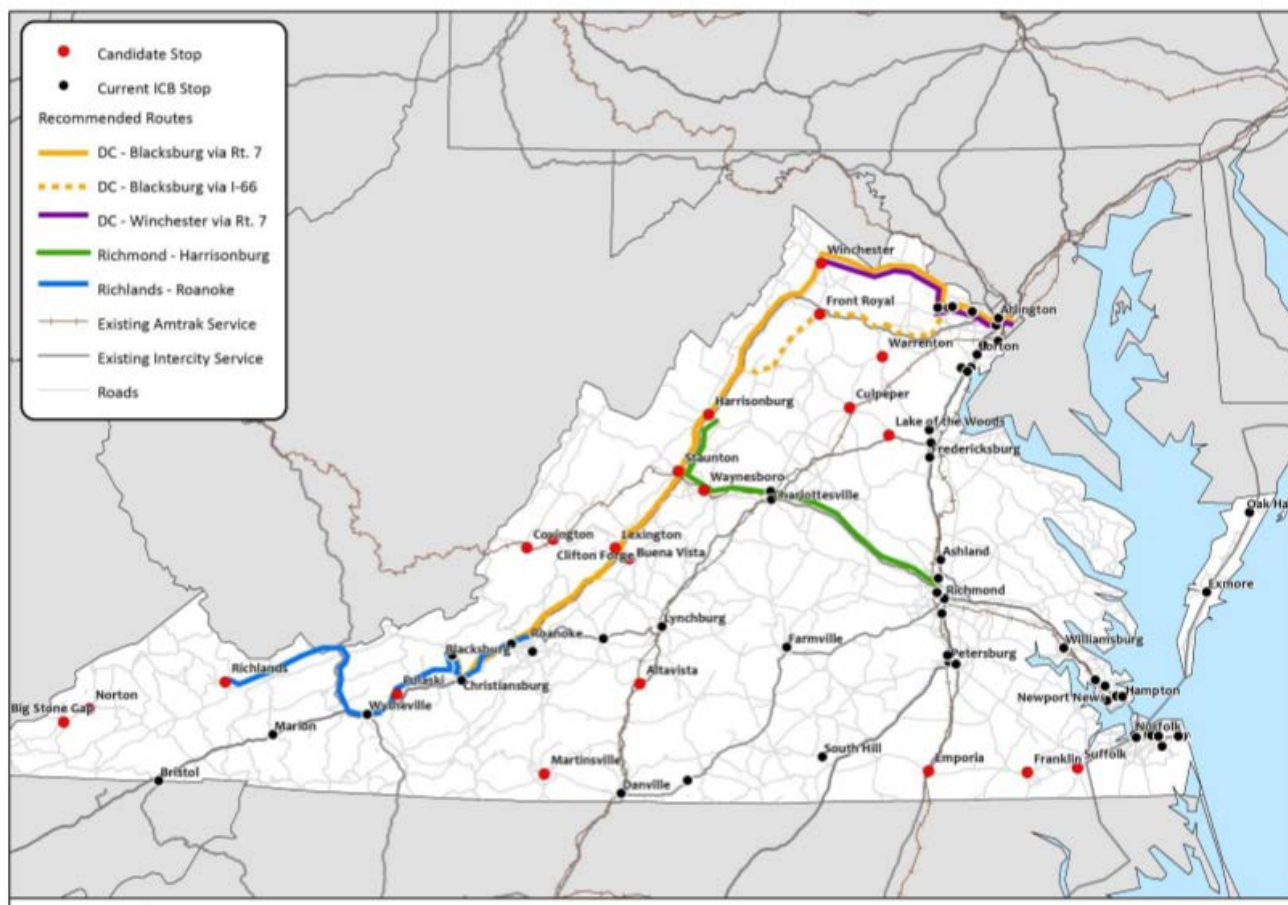 Candidate Stop
Current ICB Stop
Recommended Routes
DC - Blacksburg via Rt. 7
DC - Blacksburg via I-66
DC - Winchester via Rt. 7
Richmond - Harrisonburg
Richlands - Roanoke
Existing Amtrak Service
Existing Intercity Service
Roads
Winchester
Front Royal
Arlington
Warrenton
Lorton
Culpeper
Harrisonburg
Lake of the Woods
Fredericksburg
Staunton
Waynesboro
Charlottesville
Oak Ha
Covington
Lexington
Clifton Forge
Buena Vista
Ashland
Exmore
Richmond
Lynchburg
Roanoke
Blacksburg
Farmville
Williamsburg
Petersburg
Richlands
Altavista
Pulaski
Christiansburg
Norton
Newport News
Hampton
Big Stone Gap
Wytheville
Marion
Norfolk
South Hill
Suffolk
Martinsville
Emporia
Franklin
Bristol
Danville